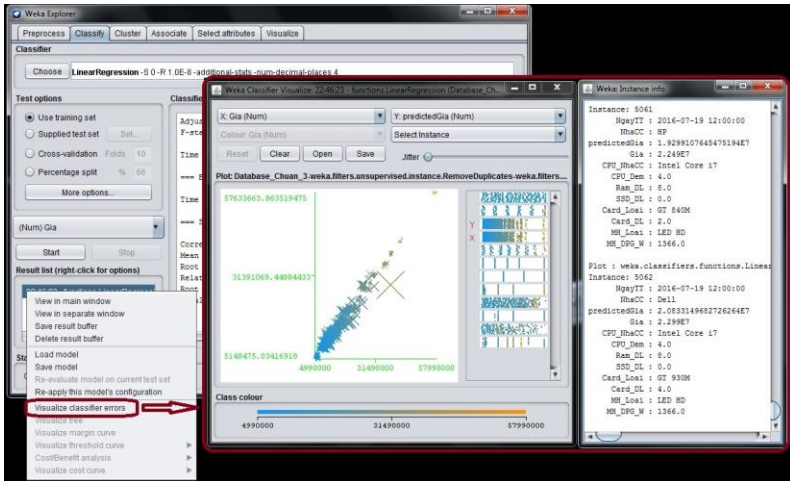 Weka Explorer
Preprocess Classify Cluster Associate Select attributes Visualize
Classifier
Choose LinearRegression -S 0 -R 1.0E-8 -additional-stats -num-decimal-places 4
Test options
Use training set
Supplied test set Set...
Cross-validation Folds 10
Percentage split % 66
More options...
(Num) Gia
Start Stop
Result list (right-click for options)
View in main window
View in separate window
Save result buffer
Delete result buffer
Load model
Save model
Re-evaluate model on current test set
Re-apply this model's configuration
Visualize classifier errors
Visualize tree
Visualize margin curve
Visualize threshold curve
Cost/Benefit analysis
Visualize cost curve
Classifie
Adjus
F-sta
Time
=== E
Time
=== S
Corre
Mean
Root
Relat
Root
Weka Classifier Visualize: 22:46:23 - functions.LinearRegression (Database_Ch...
X: Gia (Num) Y: predictedGia (Num)
Colour: Gia (Num) Select Instance
Reset Clear Open Save Jitter
Plot: Database_Chuan_3-weka.filters.unsupervised.instance.RemoveDuplicates-weka.filters....
57633663.863519475
31391069.44884433
5148475.03416918
4990000 31490000 57990000
Y
X
Class colour
4990000 31490000 57990000
Weka: Instance info
Instance: 5061
NgayTT : 2016-07-19 12:00:00
NhaCC : HP
predictedGia : 1.9299107645475194E7
Gia : 2.249E7
CPU_NhaCC : Intel Core i7
CPU_Dem : 4.0
Ram_DL : 8.0
SSD_DL : 0.0
Card_Loai : GT 840M
Card_DL : 2.0
MH_Loai : LED HD
MH_DPG_W : 1366.0
Plot : weka.classifiers.functions.Linea
Instance: 5062
NgayTT : 2016-07-19 12:00:00
NhaCC : Dell
predictedGia : 2.0833149682726264E7
Gia : 2.299E7
CPU_NhaCC : Intel Core i7
CPU_Dem : 4.0
Ram_DL : 8.0
SSD_DL : 0.0
Card_Loai : GT 930M
Card_DL : 4.0
MH_Loai : LED HD
MH_DPG_W : 1366.0